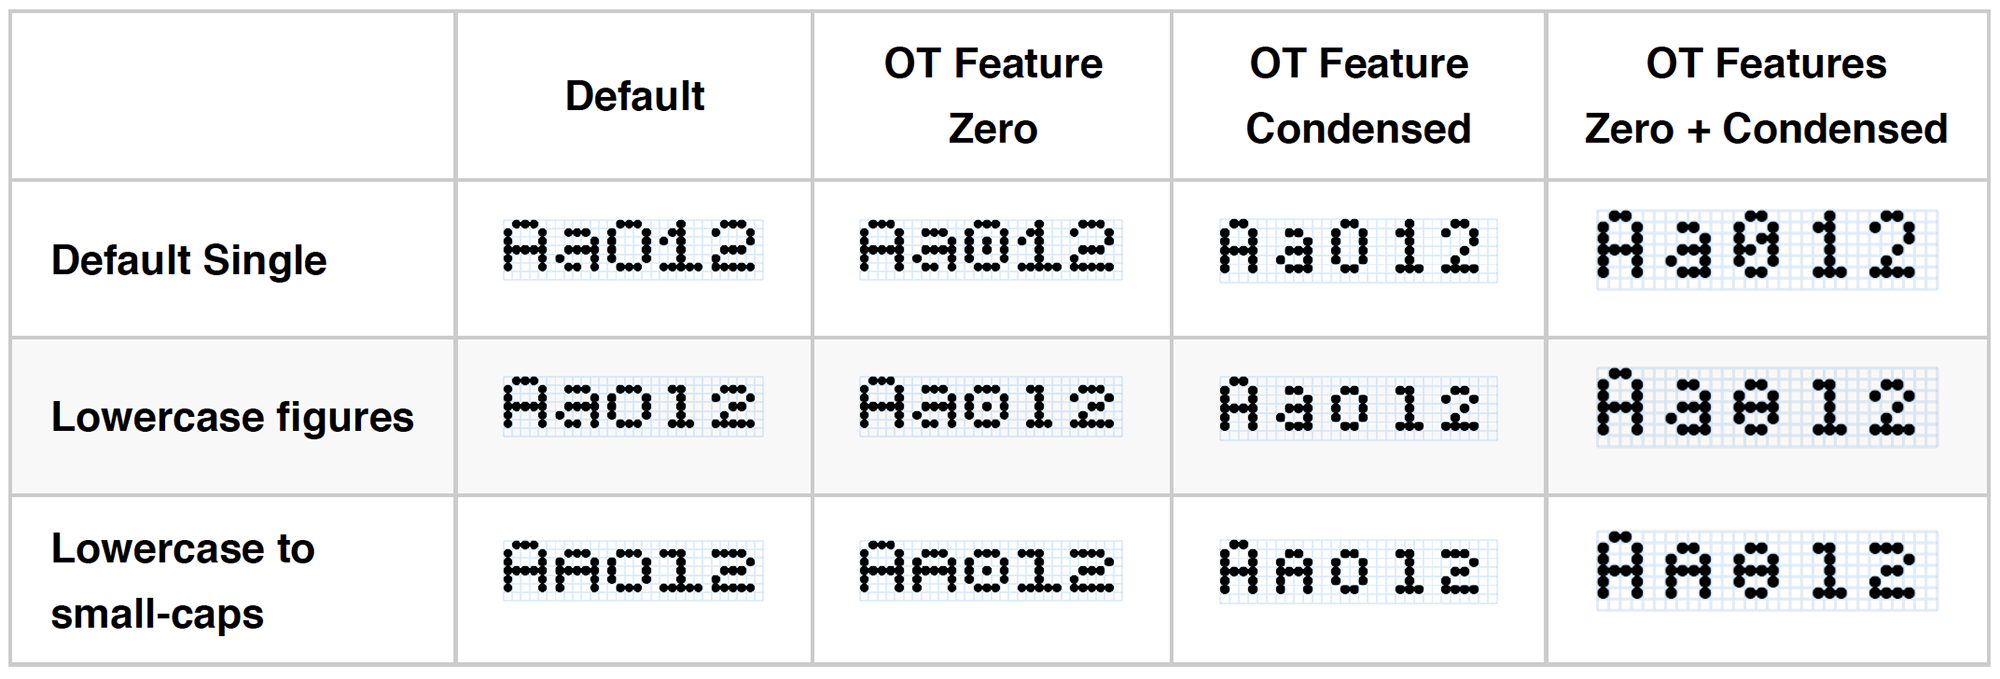 Default
OT Feature
Zero
OT Feature
Condensed
OT Features
Zero + Condensed
Default Single
Aa012
Aa012
Aa012
Aa012
Lowercase figures
Aa012
Aa012
Aa012
Aa012
Lowercase to
small-caps
AA012
AA012
AA012
AA012